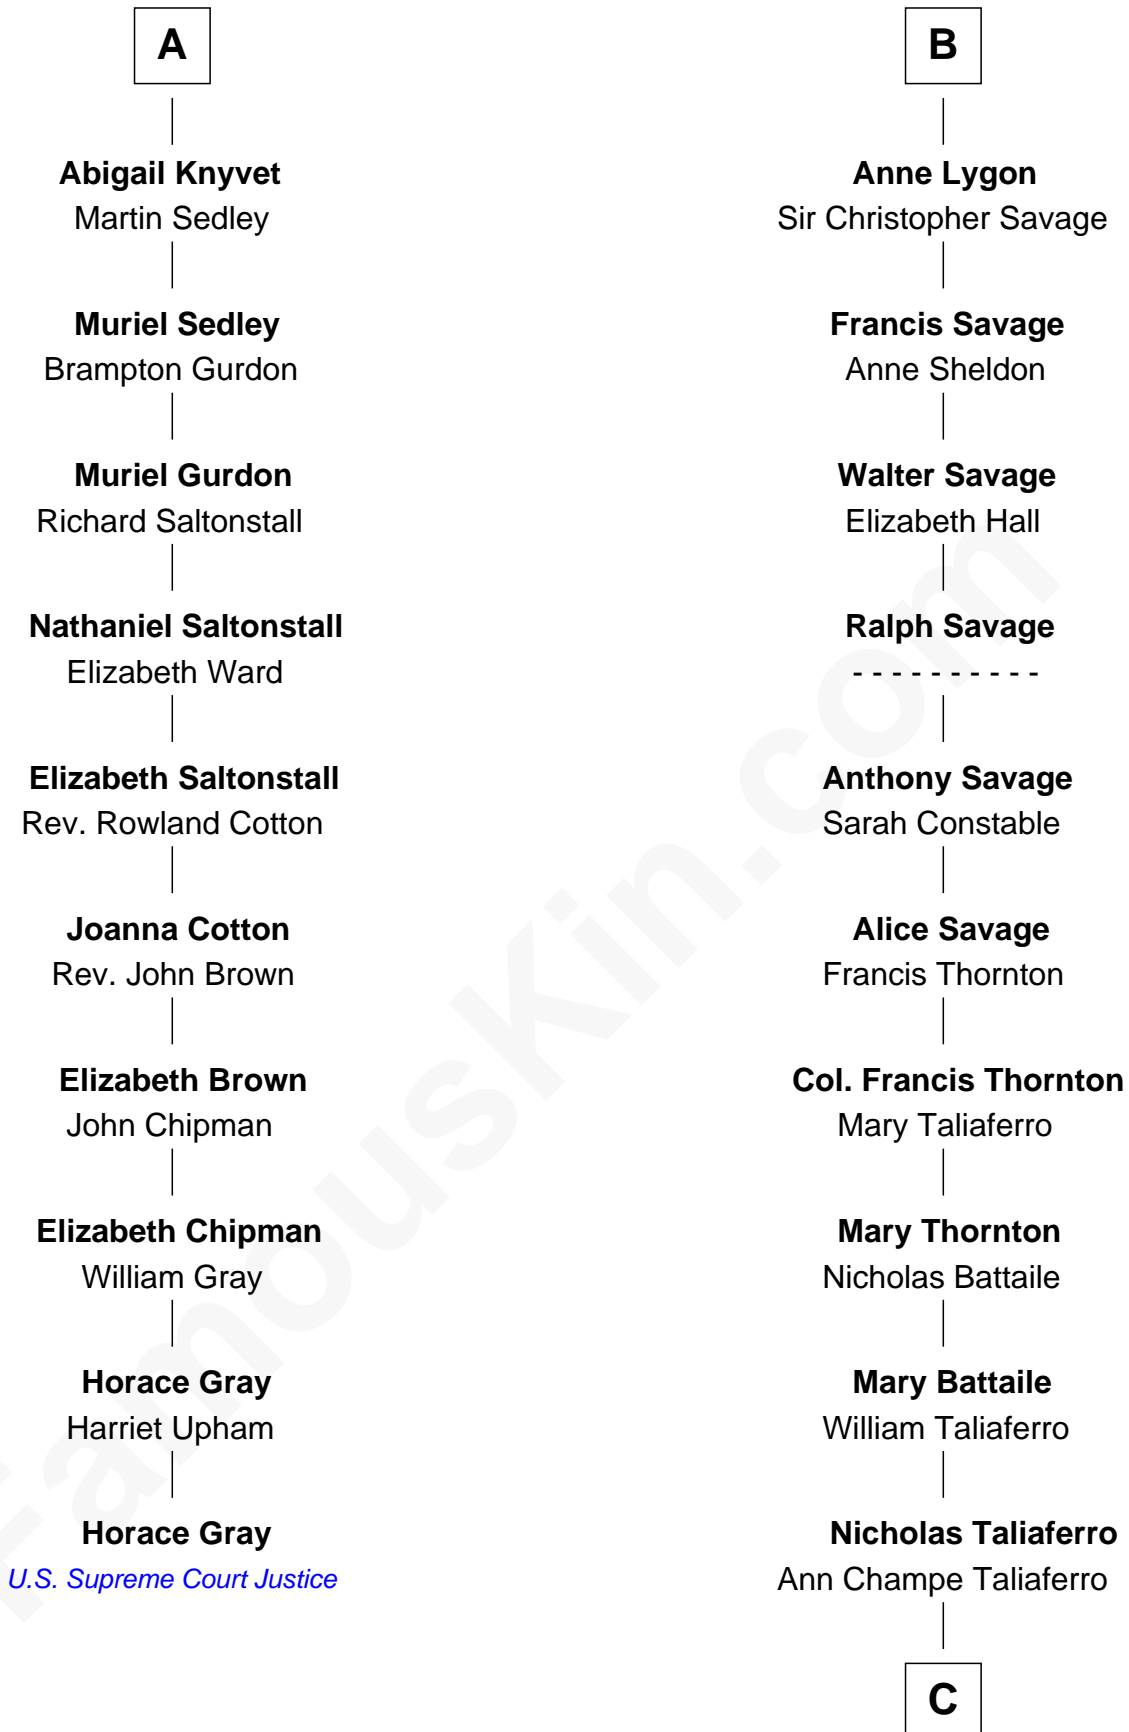 A
Abigail Knyvet
Martin Sedley
Muriel Sedley
Brampton Gurdon
Muriel Gurdon
Richard Saltonstall
Nathaniel Saltonstall
Elizabeth Ward
Elizabeth Saltonstall
Rev. Rowland Cotton
Joanna Cotton
Rev. John Brown
Elizabeth Brown
John Chipman
Elizabeth Chipman
William Gray
Horace Gray
Harriet Upham
Horace Gray
U.S. Supreme Court Justice
B
Anne Lygon
Sir Christopher Savage
Francis Savage
Anne Sheldon
Walter Savage
Elizabeth Hall
Ralph Savage
- - - - - - - - - -
Anthony Savage
Sarah Constable
Alice Savage
Francis Thornton
Col. Francis Thornton
Mary Taliaferro
Mary Thornton
Nicholas Battaile
Mary Battaile
William Taliaferro
Nicholas Taliaferro
Ann Champe Taliaferro
C
FamousKin.com